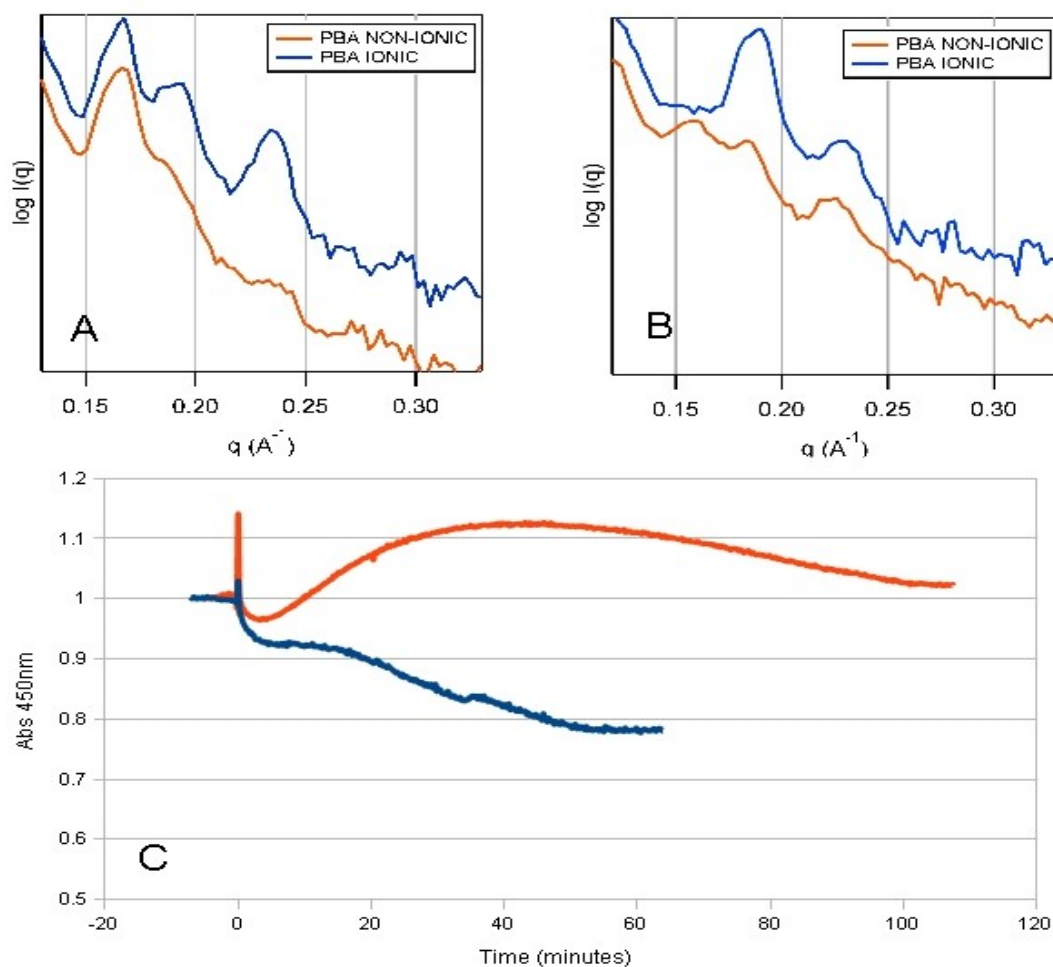 PBA NON-IONIC
PBA IONIC
log I(q)
A
0.15 0.20 0.25 0.30
q (A⁻)
PBA NON-IONIC
PBA IONIC
log I(q)
B
0.15 0.20 0.25 0.30
q (A⁻¹)
1.2
1.1
1
0.9
0.8
0.7
0.6
0.5
Abs 450nm
C
-20 0 20 40 60 80 100 120
Time (minutes)